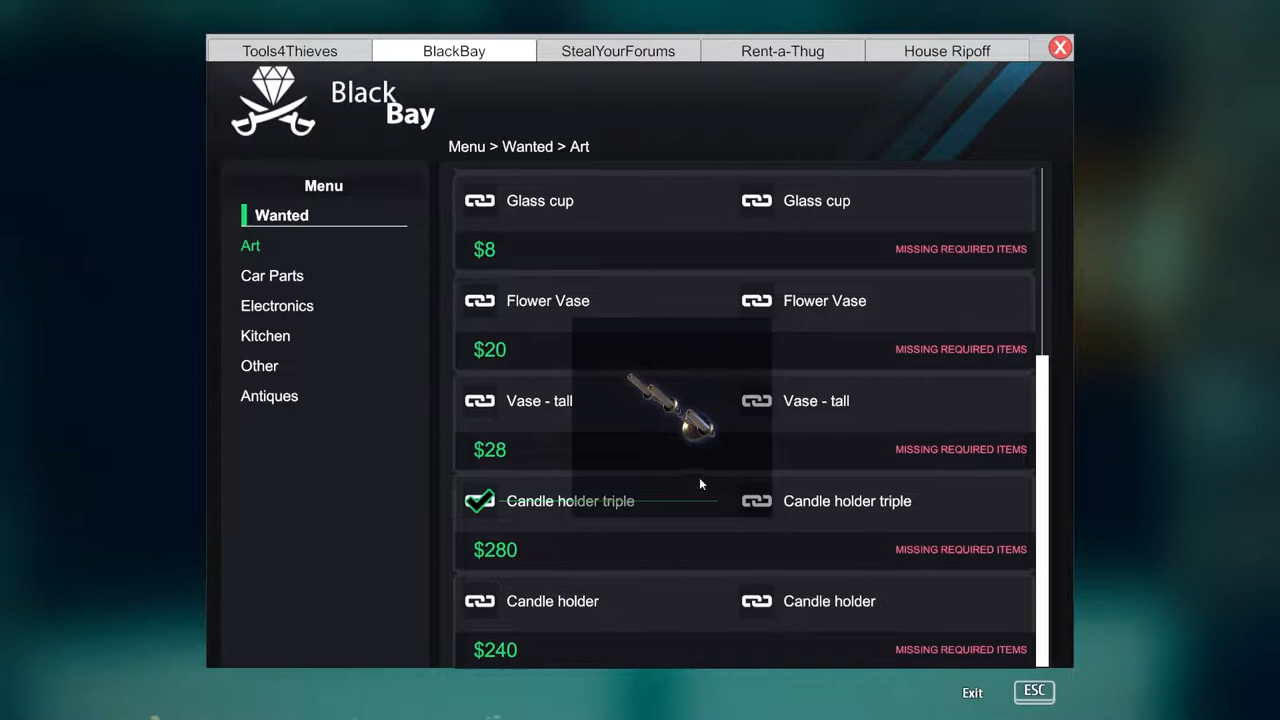 Tools4Thieves BlackBay StealYourForums Rent-a-Thug House Ripoff X
Black
Bay
Menu > Wanted > Art
Menu
Wanted
Art
Car Parts
Electronics
Kitchen
Other
Antiques
Glass cup Glass cup
$8 MISSING REQUIRED ITEMS
Flower Vase Flower Vase
$20 MISSING REQUIRED ITEMS
Vase - tall Vase - tall
$28 MISSING REQUIRED ITEMS
Candle holder triple Candle holder triple
$280 MISSING REQUIRED ITEMS
Candle holder Candle holder
$240 MISSING REQUIRED ITEMS
Exit ESC